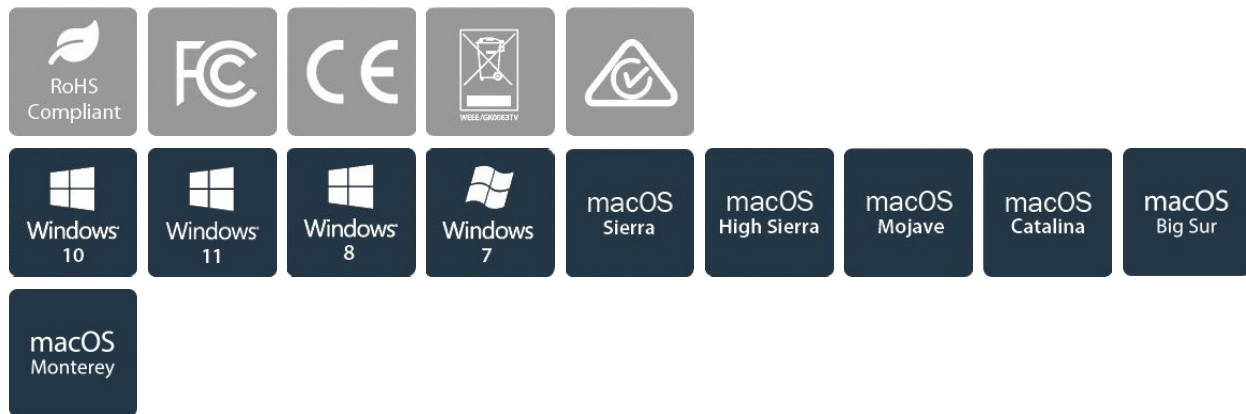 RoHS
Compliant
FC
CE
WEEE/GK0083TV
Windows
10
Windows
11
Windows
8
Windows
7
macOS
Sierra
macOS
High Sierra
macOS
Mojave
macOS
Catalina
macOS
Big Sur
macOS
Monterey